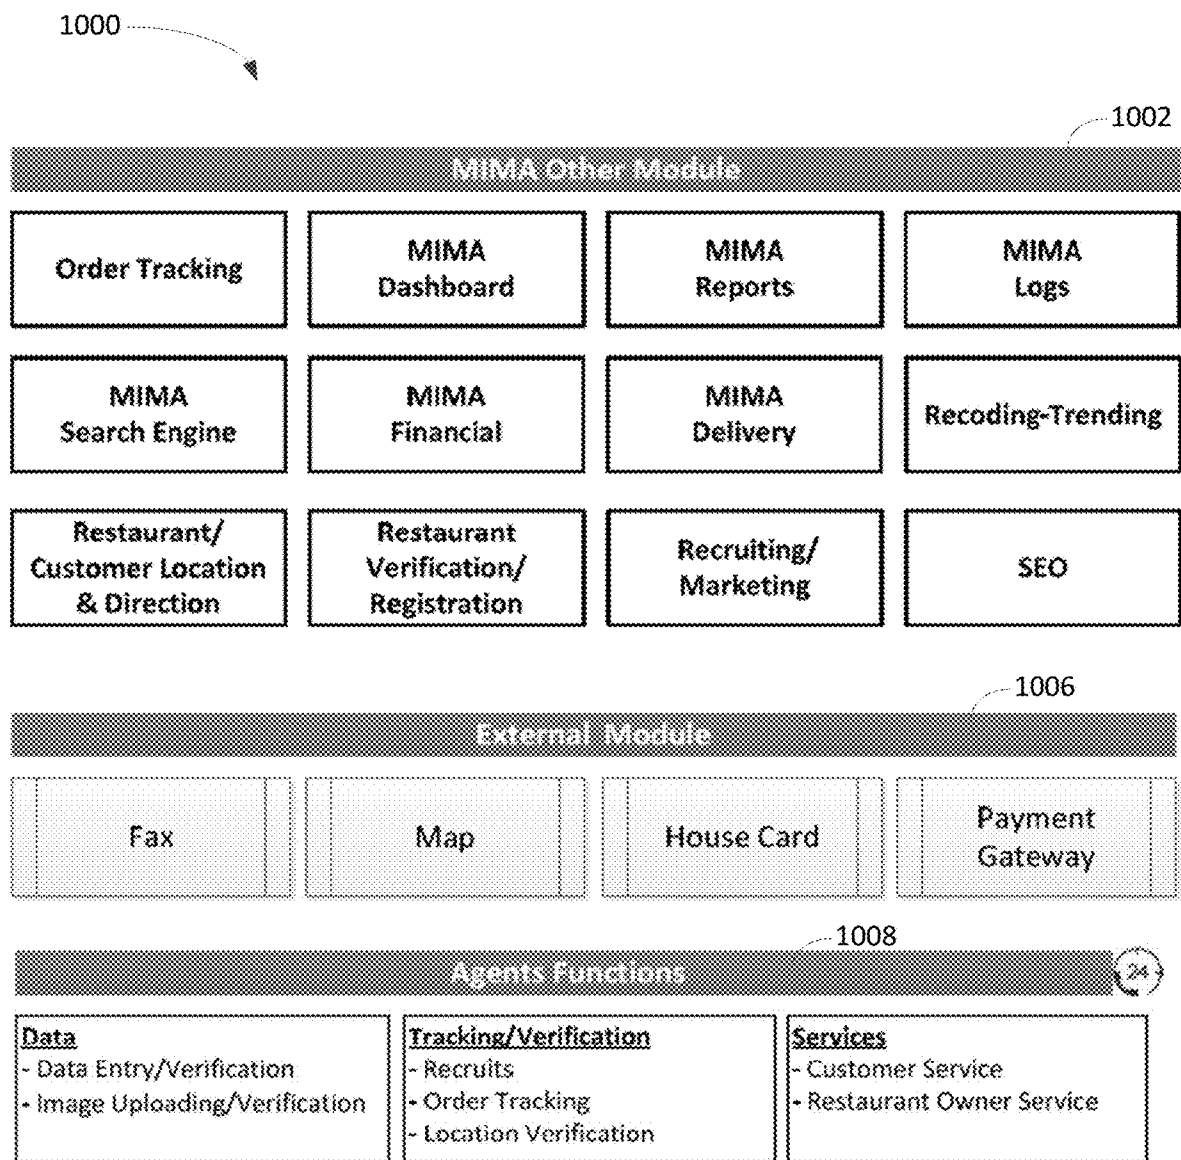 1000
1002
MIMA Other Module
Order Tracking
MIMA
Dashboard
MIMA
Reports
MIMA
Logs
MIMA
Search Engine
MIMA
Financial
MIMA
Delivery
Recoding-Trending
Restaurant/
Customer Location
& Direction
Restaurant
Verification/
Registration
Recruiting/
Marketing
SEO
1006
External Module
Fax
Map
House Card
Payment
Gateway
1008
Agents Functions
24
Data
- Data Entry/Verification
- Image Uploading/Verification
Tracking/Verification
- Recruits
- Order Tracking
- Location Verification
Services
- Customer Service
- Restaurant Owner Service